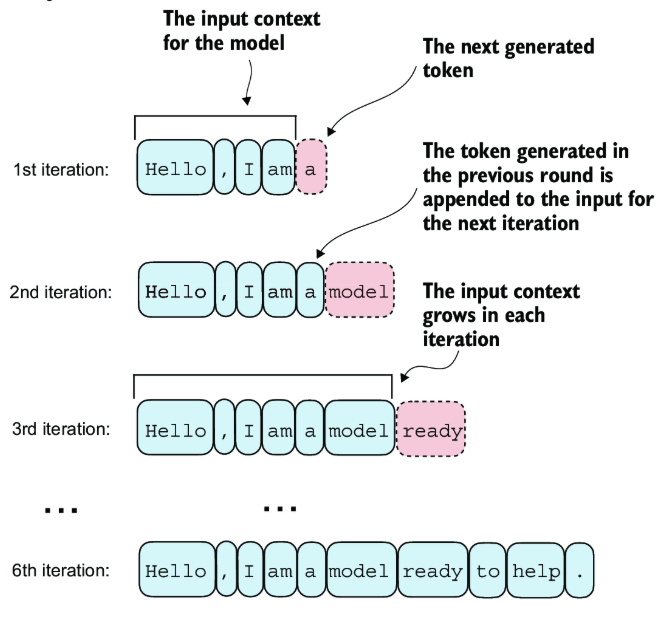 The input context
for the model
The next generated
token
1st iteration: Hello , I am a
The token generated in
the previous round is
appended to the input for
the next iteration
2nd iteration: Hello , I am a model
The input context
grows in each
iteration
3rd iteration: Hello , I am a model ready
... ...
6th iteration: Hello , I am a model ready to help .